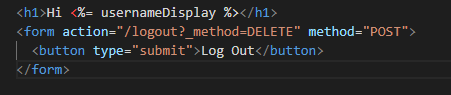 <h1>Hi <%= usernameDisplay %></h1>
<form action="/logout?_method=DELETE" method="POST">
  <button type="submit">Log Out</button>
</form>